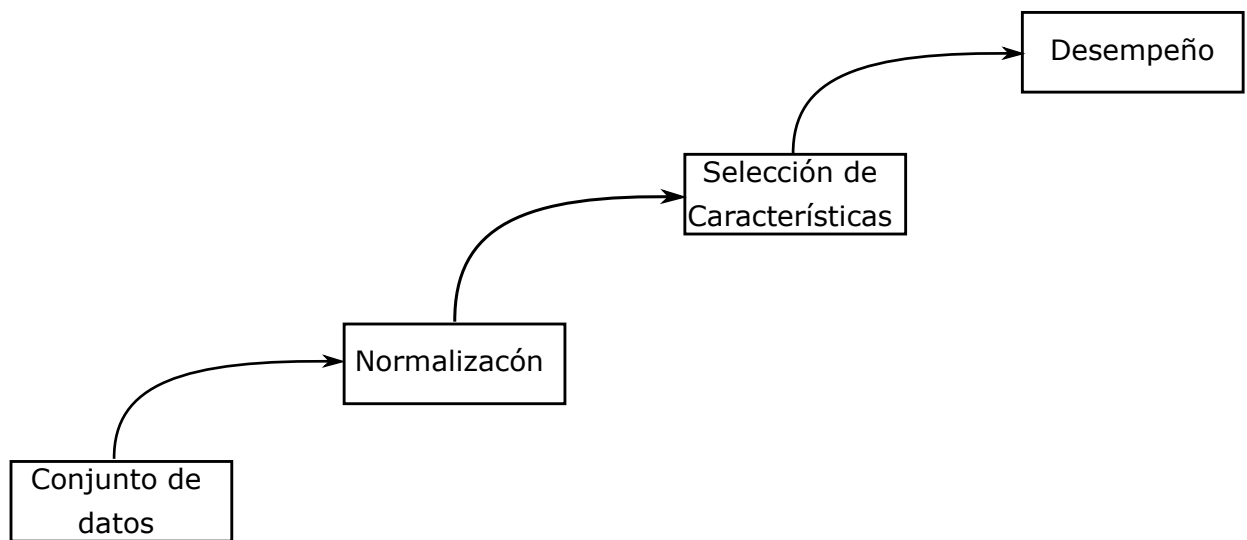 Desempeño
Selección de
Características
Normalizacón
Conjunto de
datos